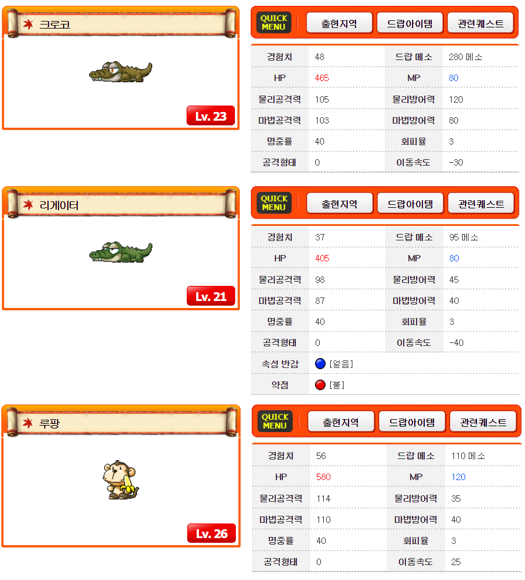 크로코
Lv. 23
QUICK MENU 출현지역 드랍아이템 관련퀘스트
경험치 48 드랍 메소 280 메소
HP 465 MP 80
물리공격력 105 물리방어력 120
마법공격력 103 마법방어력 80
명중률 40 회피율 3
공격형태 0 이동속도 -30
리게이터
Lv. 21
QUICK MENU 출현지역 드랍아이템 관련퀘스트
경험치 37 드랍 메소 95 메소
HP 405 MP 80
물리공격력 98 물리방어력 45
마법공격력 87 마법방어력 40
명중률 40 회피율 3
공격형태 0 이동속도 -40
속성 반감 [얼음]
약점 [불]
루팡
Lv. 26
QUICK MENU 출현지역 드랍아이템 관련퀘스트
경험치 56 드랍 메소 110 메소
HP 580 MP 120
물리공격력 114 물리방어력 35
마법공격력 110 마법방어력 40
명중률 40 회피율 3
공격형태 0 이동속도 25